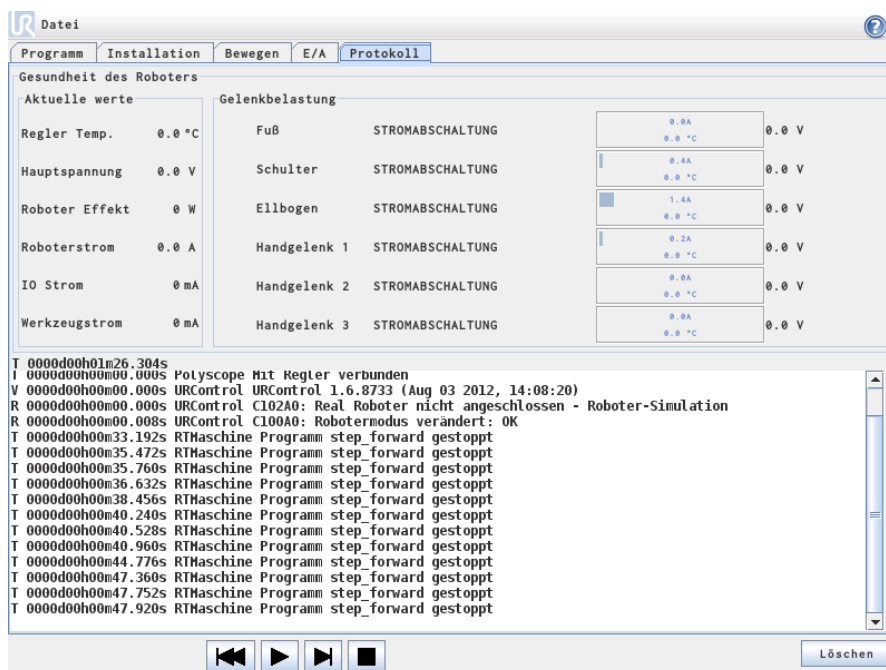 UR Datei ?
Programm Installation Bewegen E/A Protokoll
Gesundheit des Roboters
Aktuelle werte
Regler Temp. 0.0 °C
Hauptspannung 0.0 V
Roboter Effekt 0 W
Roboterstrom 0.0 A
IO Strom 0 mA
Werkzeugstrom 0 mA
Gelenkbelastung
Fuß STROMABSCHALTUNG 0.0A 0.0 °C 0.0 V
Schulter STROMABSCHALTUNG 0.4A 0.0 °C 0.0 V
Ellbogen STROMABSCHALTUNG 1.4A 0.0 °C 0.0 V
Handgelenk 1 STROMABSCHALTUNG 0.2A 0.0 °C 0.0 V
Handgelenk 2 STROMABSCHALTUNG 0.0A 0.0 °C 0.0 V
Handgelenk 3 STROMABSCHALTUNG 0.0A 0.0 °C 0.0 V
T 0000d00h01m26.304s
T 0000d00h00m00.000s Polyscope Mit Regler verbunden
V 0000d00h00m00.000s URControl URControl 1.6.8733 (Aug 03 2012, 14:08:20)
R 0000d00h00m00.000s URControl C102A0: Real Roboter nicht angeschlossen - Roboter-Simulation
R 0000d00h00m00.008s URControl C100A0: Robotermodus verändert: OK
T 0000d00h00m33.192s RTMaschine Programm step_forward gestoppt
T 0000d00h00m35.472s RTMaschine Programm step_forward gestoppt
T 0000d00h00m35.760s RTMaschine Programm step_forward gestoppt
T 0000d00h00m36.632s RTMaschine Programm step_forward gestoppt
T 0000d00h00m38.456s RTMaschine Programm step_forward gestoppt
T 0000d00h00m40.240s RTMaschine Programm step_forward gestoppt
T 0000d00h00m40.528s RTMaschine Programm step_forward gestoppt
T 0000d00h00m40.960s RTMaschine Programm step_forward gestoppt
T 0000d00h00m44.776s RTMaschine Programm step_forward gestoppt
T 0000d00h00m47.360s RTMaschine Programm step_forward gestoppt
T 0000d00h00m47.752s RTMaschine Programm step_forward gestoppt
T 0000d00h00m47.920s RTMaschine Programm step_forward gestoppt
Löschen